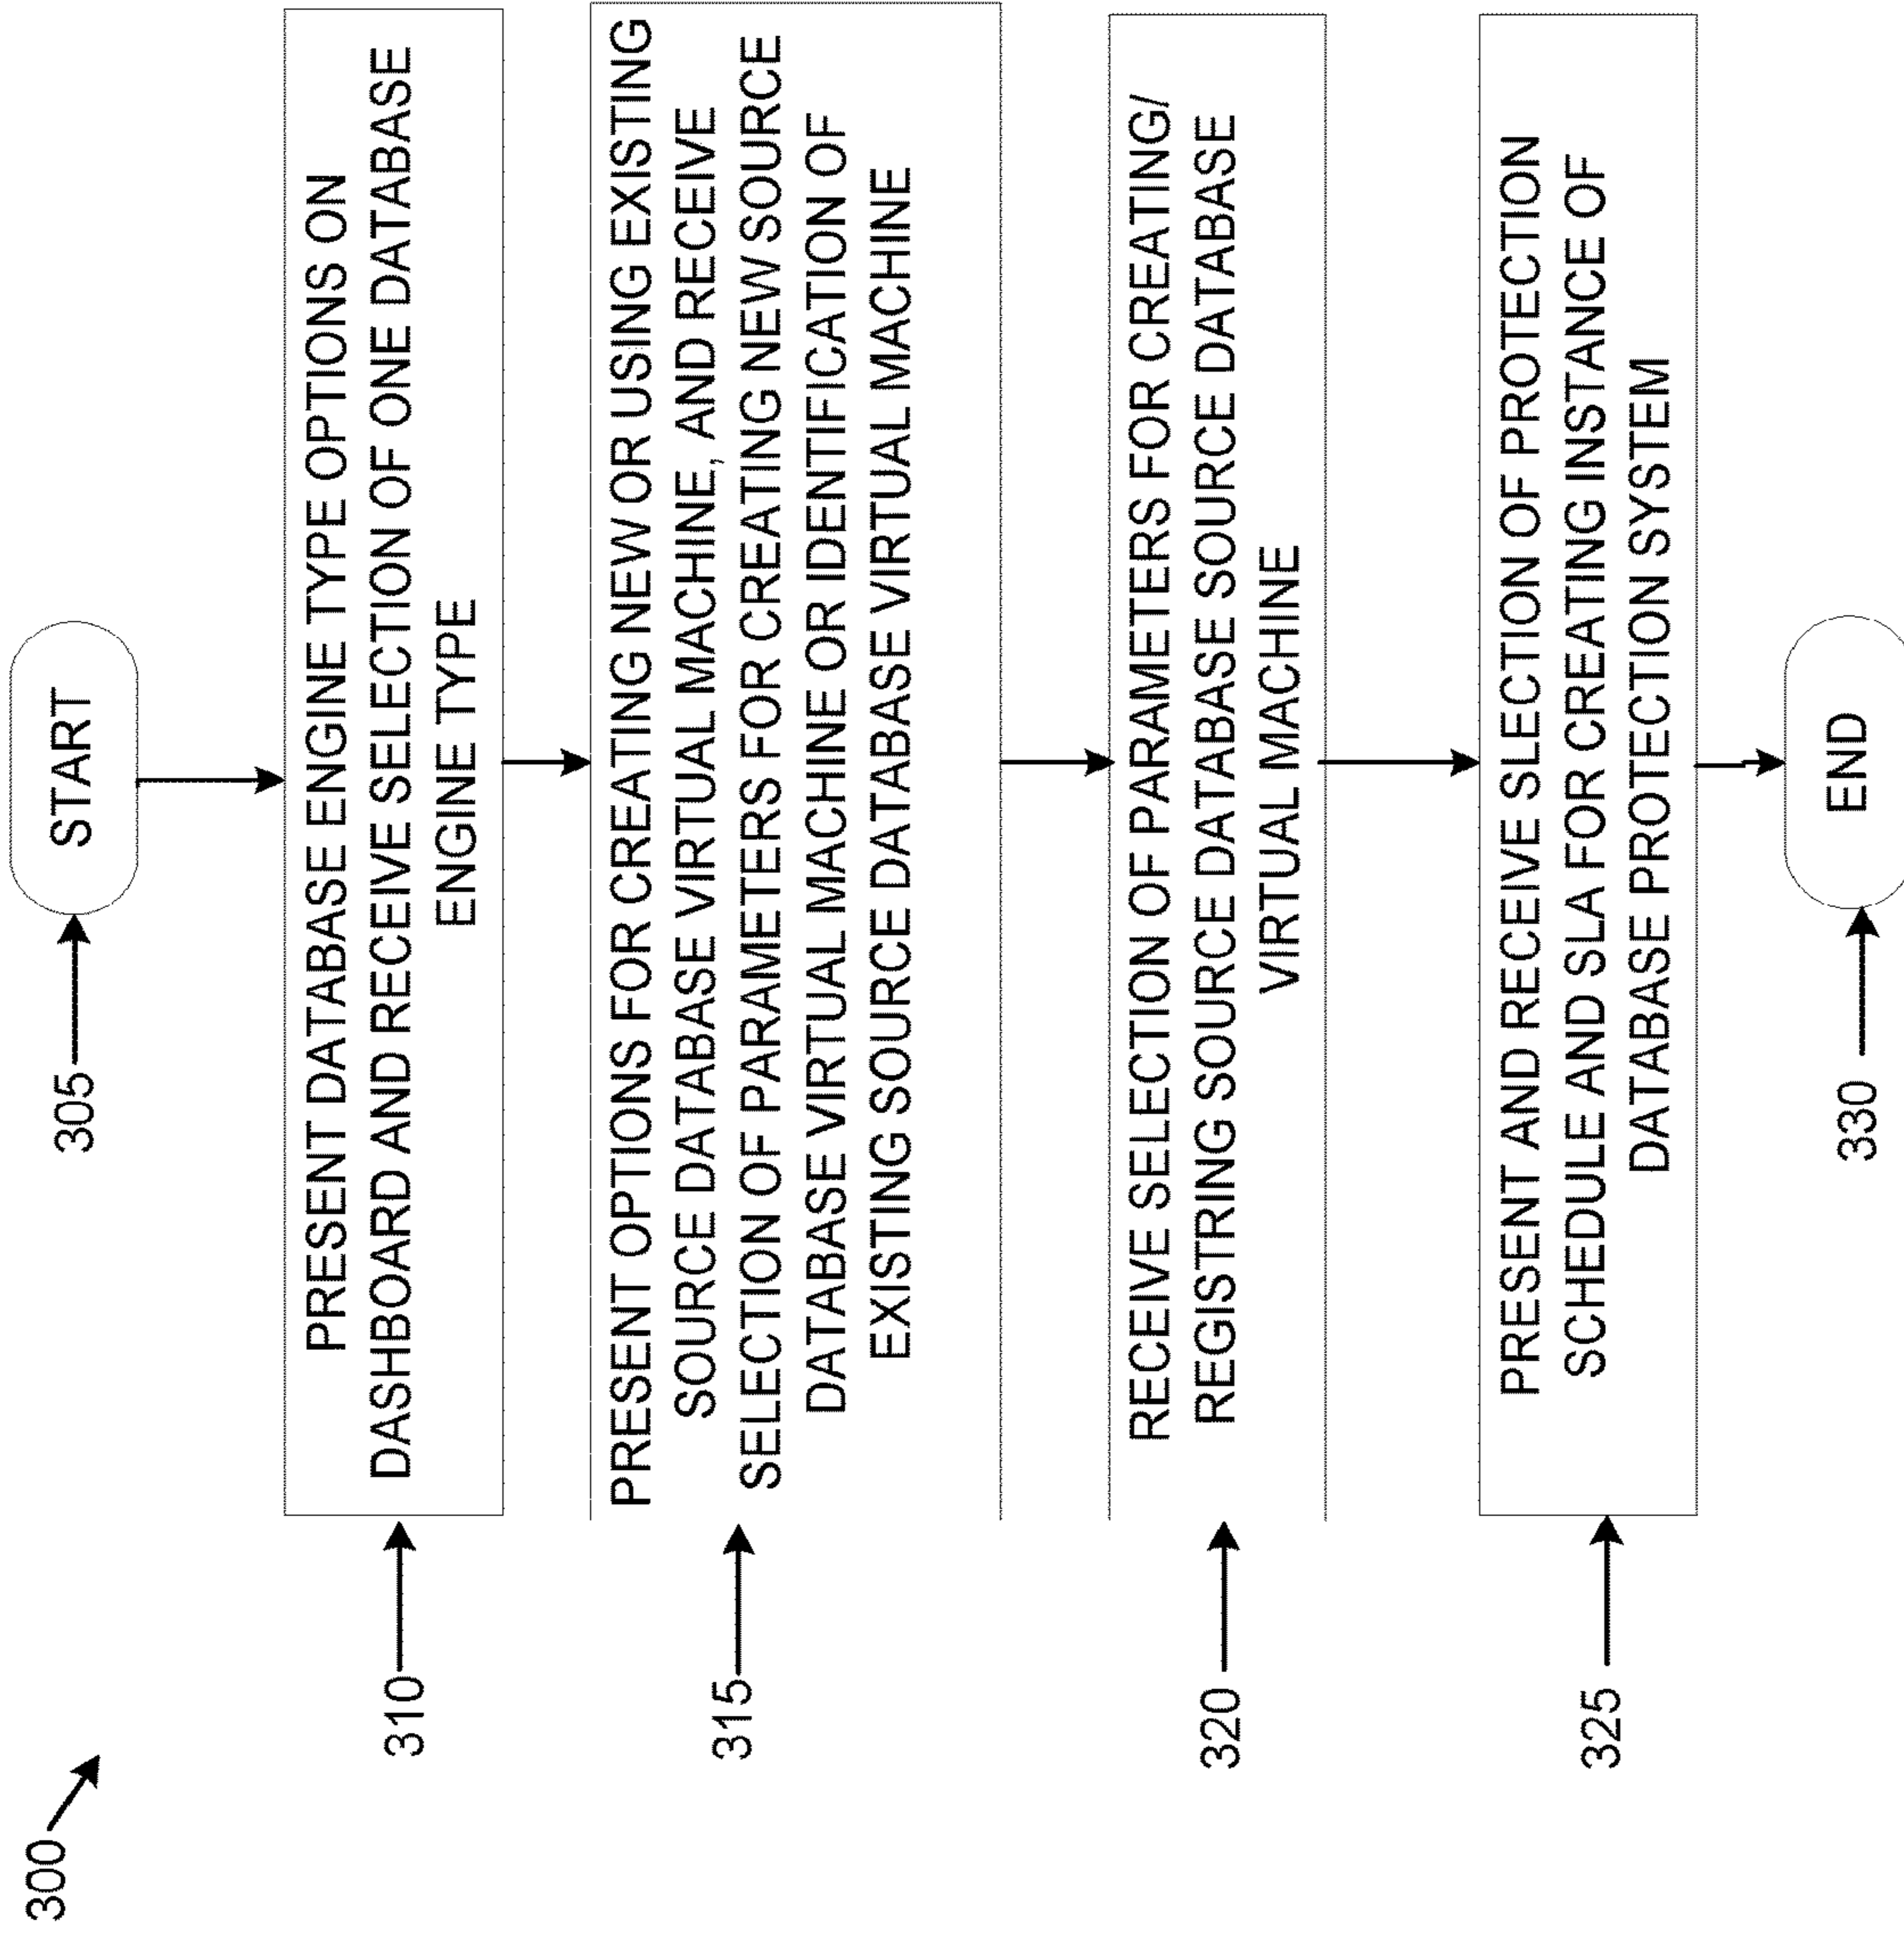 300
305
START
310
PRESENT DATABASE ENGINE TYPE OPTIONS ON
DASHBOARD AND RECEIVE SELECTION OF ONE DATABASE
ENGINE TYPE
315
PRESENT OPTIONS FOR CREATING NEW OR USING EXISTING
SOURCE DATABASE VIRTUAL MACHINE, AND RECEIVE
SELECTION OF PARAMETERS FOR CREATING NEW SOURCE
DATABASE VIRTUAL MACHINE OR IDENTIFICATION OF
EXISTING SOURCE DATABASE VIRTUAL MACHINE
320
RECEIVE SELECTION OF PARAMETERS FOR CREATING/
REGISTRING SOURCE DATABASE SOURCE DATABASE
VIRTUAL MACHINE
325
PRESENT AND RECEIVE SLECTION OF PROTECTION
SCHEDULE AND SLA FOR CREATING INSTANCE OF
DATABASE PROTECTION SYSTEM
330
END